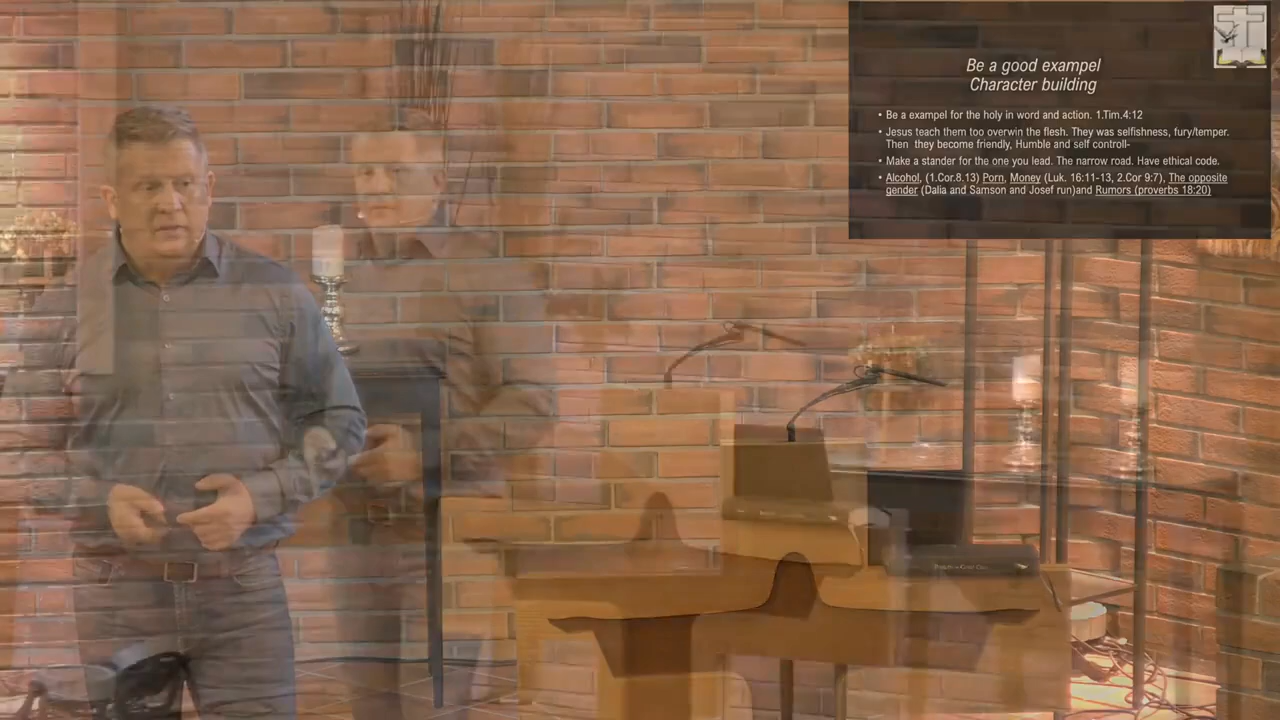 Be a good exampel
Character building
• Be a exampel for the holy in word and action. 1.Tim.4:12
• Jesus teach them too overwin the flesh. They was selfishness, fury/temper.
Then they become friendly, Humble and self controll-
• Make a stander for the one you lead. The narrow road. Have ethical code.
• Alcohol, (1.Cor.8.13) Porn, Money (Luk. 16:11-13, 2.Cor 9:7), The opposite
gender (Dalia and Samson and Josef run)and Rumors (proverbs 18:20)